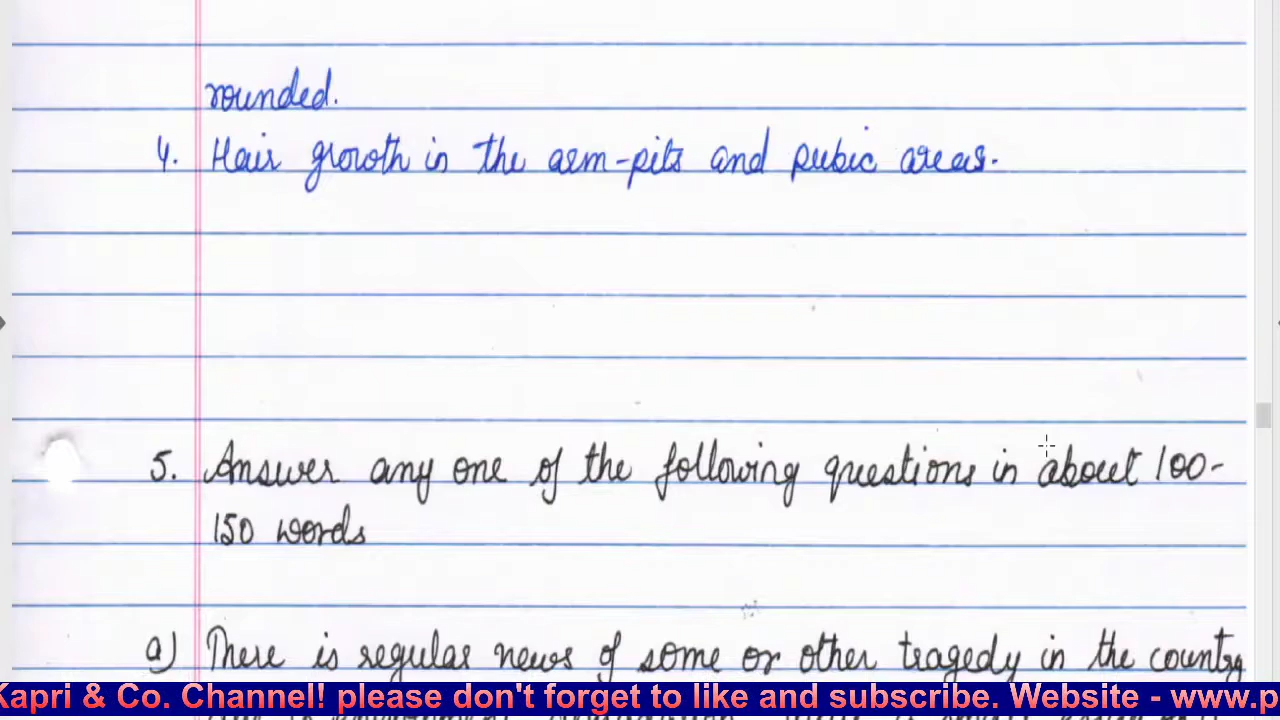 rounded.
4. Hair growth in the arm-pits and pubic areas.
5. Answer any one of the following questions in about 100-
150 words
a) There is regular news of some or other tragedy in the country
Kapri & Co. Channel! please don't forget to like and subscribe. Website - www.p